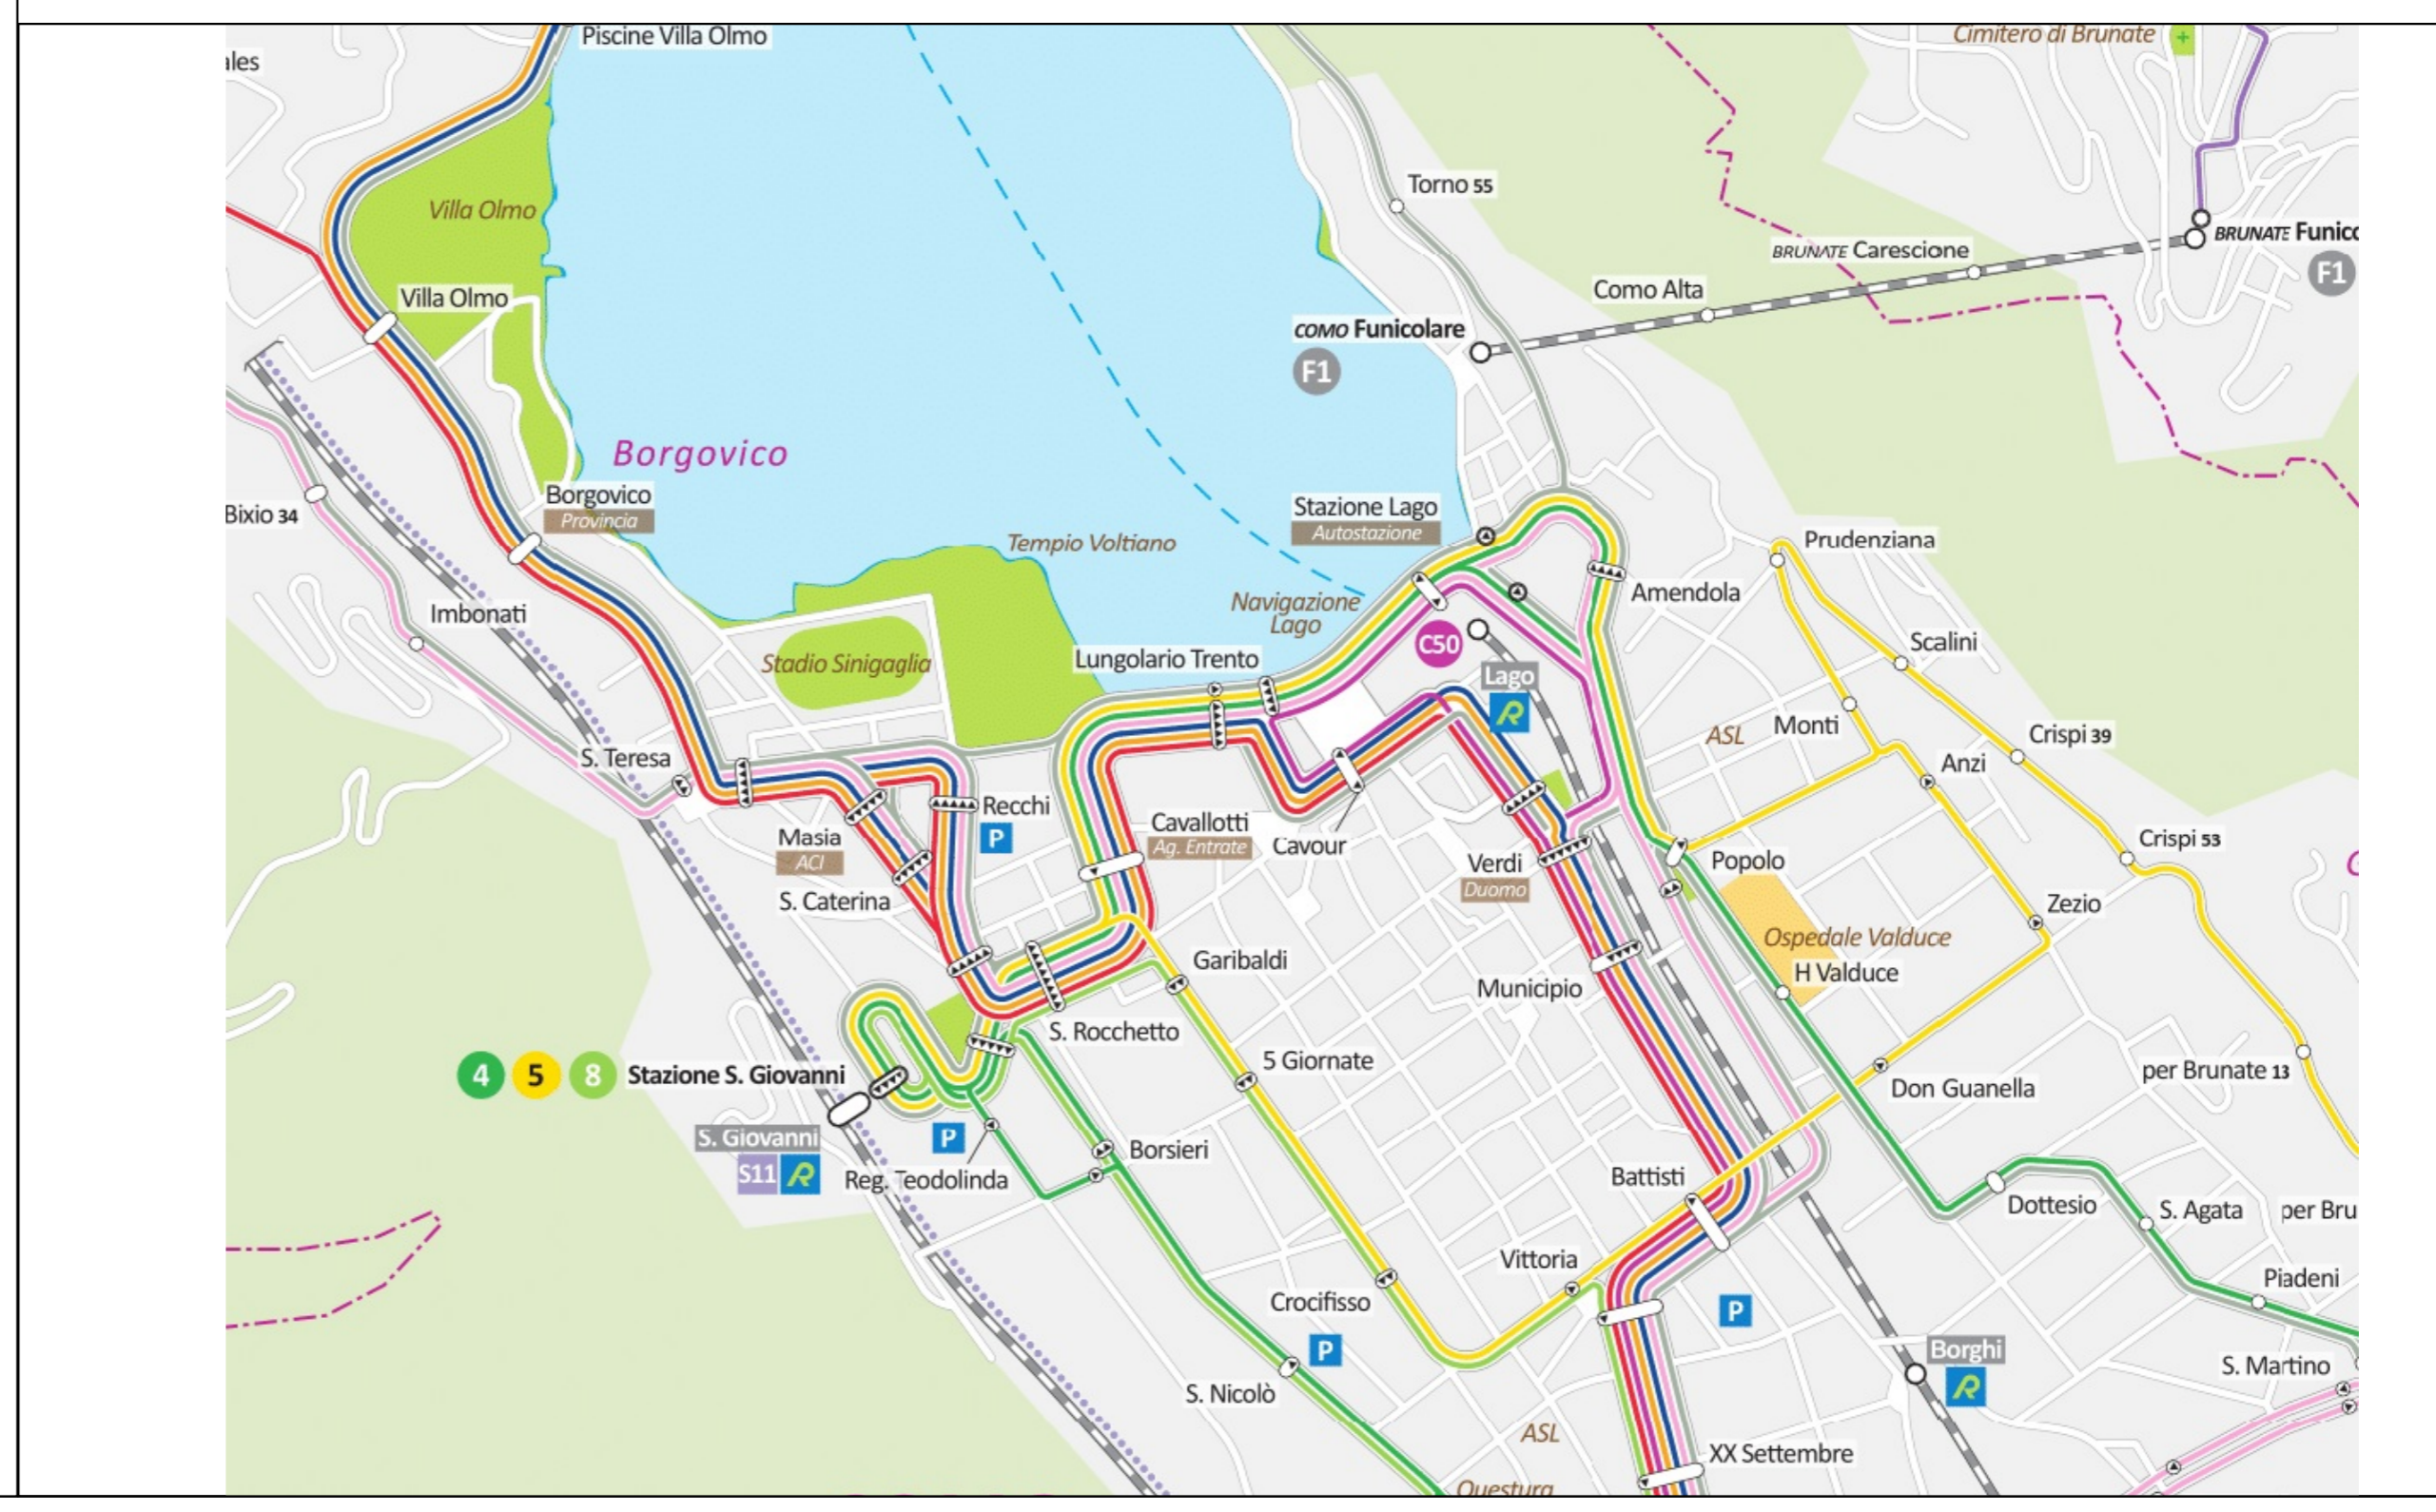 Piscine Villa Olmo
Cimitero di Brunate
ales
Torno 55
Villa Olmo
BRUNATE Funico
BRUNATE Carescione
F1
Como Alta
Villa Olmo
COMO Funicolare
F1
Borgovico
Borgovico
Provincia
Stazione Lago
Autostazione
Bixio 34
Tempio Voltiano
Prudenziana
Amendola
Navigazione
Lago
Imbonati
Scalini
C50
Stadio Sinigaglia
Lungolario Trento
Lago
R
ASL
Monti
Crispi 39
S. Teresa
Anzi
Recchi
P
Masia
ACI
Cavallotti
Ag. Entrate
Cavour
Crispi 53
Verdi
Duomo
Popolo
S. Caterina
Zezio
Ospedale Valduce
H Valduce
Garibaldi
Municipio
S. Rocchetto
5 Giornate
4 5 8 Stazione S. Giovanni
per Brunate 13
Don Guanella
S. Giovanni
S11 R
P
Borsieri
Reg. Teodolinda
Battisti
Dottesio
S. Agata
per Bru
Vittoria
Piadeni
Crocifisso
P
P
Borghi
R
S. Martino
S. Nicolò
ASL
XX Settembre
Questura